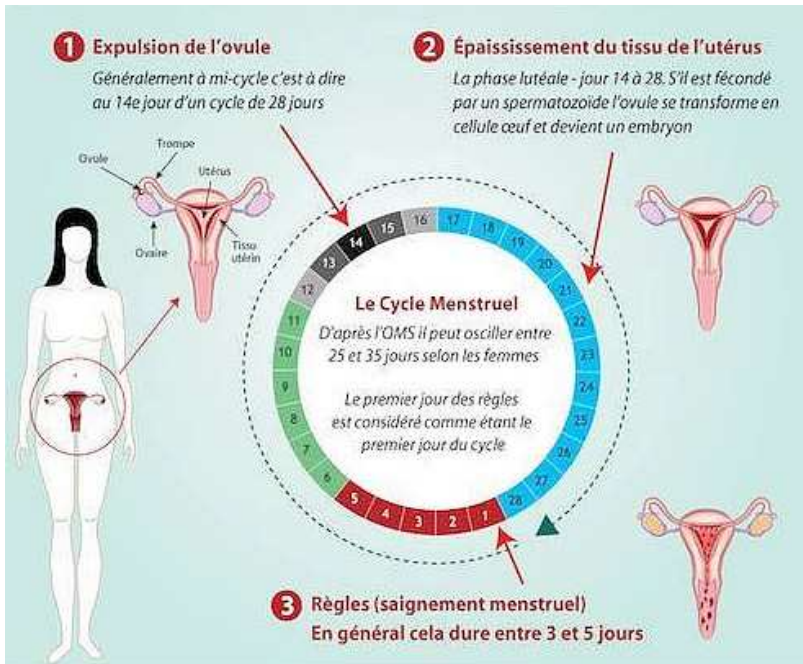 1 Expulsion de l'ovule
Généralement à mi-cycle c'est à dire
au 14e jour d'un cycle de 28 jours
2 Épaississement du tissu de l'utérus
La phase lutéale - jour 14 à 28. S'il est fécondé
par un spermatozoïde l'ovule se transforme en
cellule œuf et devient un embryon
Trompe
Ovule
Utérus
Ovaire
Tissu
utérin
1
2
3
4
5
6
7
8
9
10
11
12
13
14
15
16
17
18
19
20
21
22
23
24
25
26
27
28
Le Cycle Menstruel
D'après l'OMS il peut osciller entre
25 et 35 jours selon les femmes
Le premier jour des règles
est considéré comme étant le
premier jour du cycle
3 Règles (saignement menstruel)
En général cela dure entre 3 et 5 jours